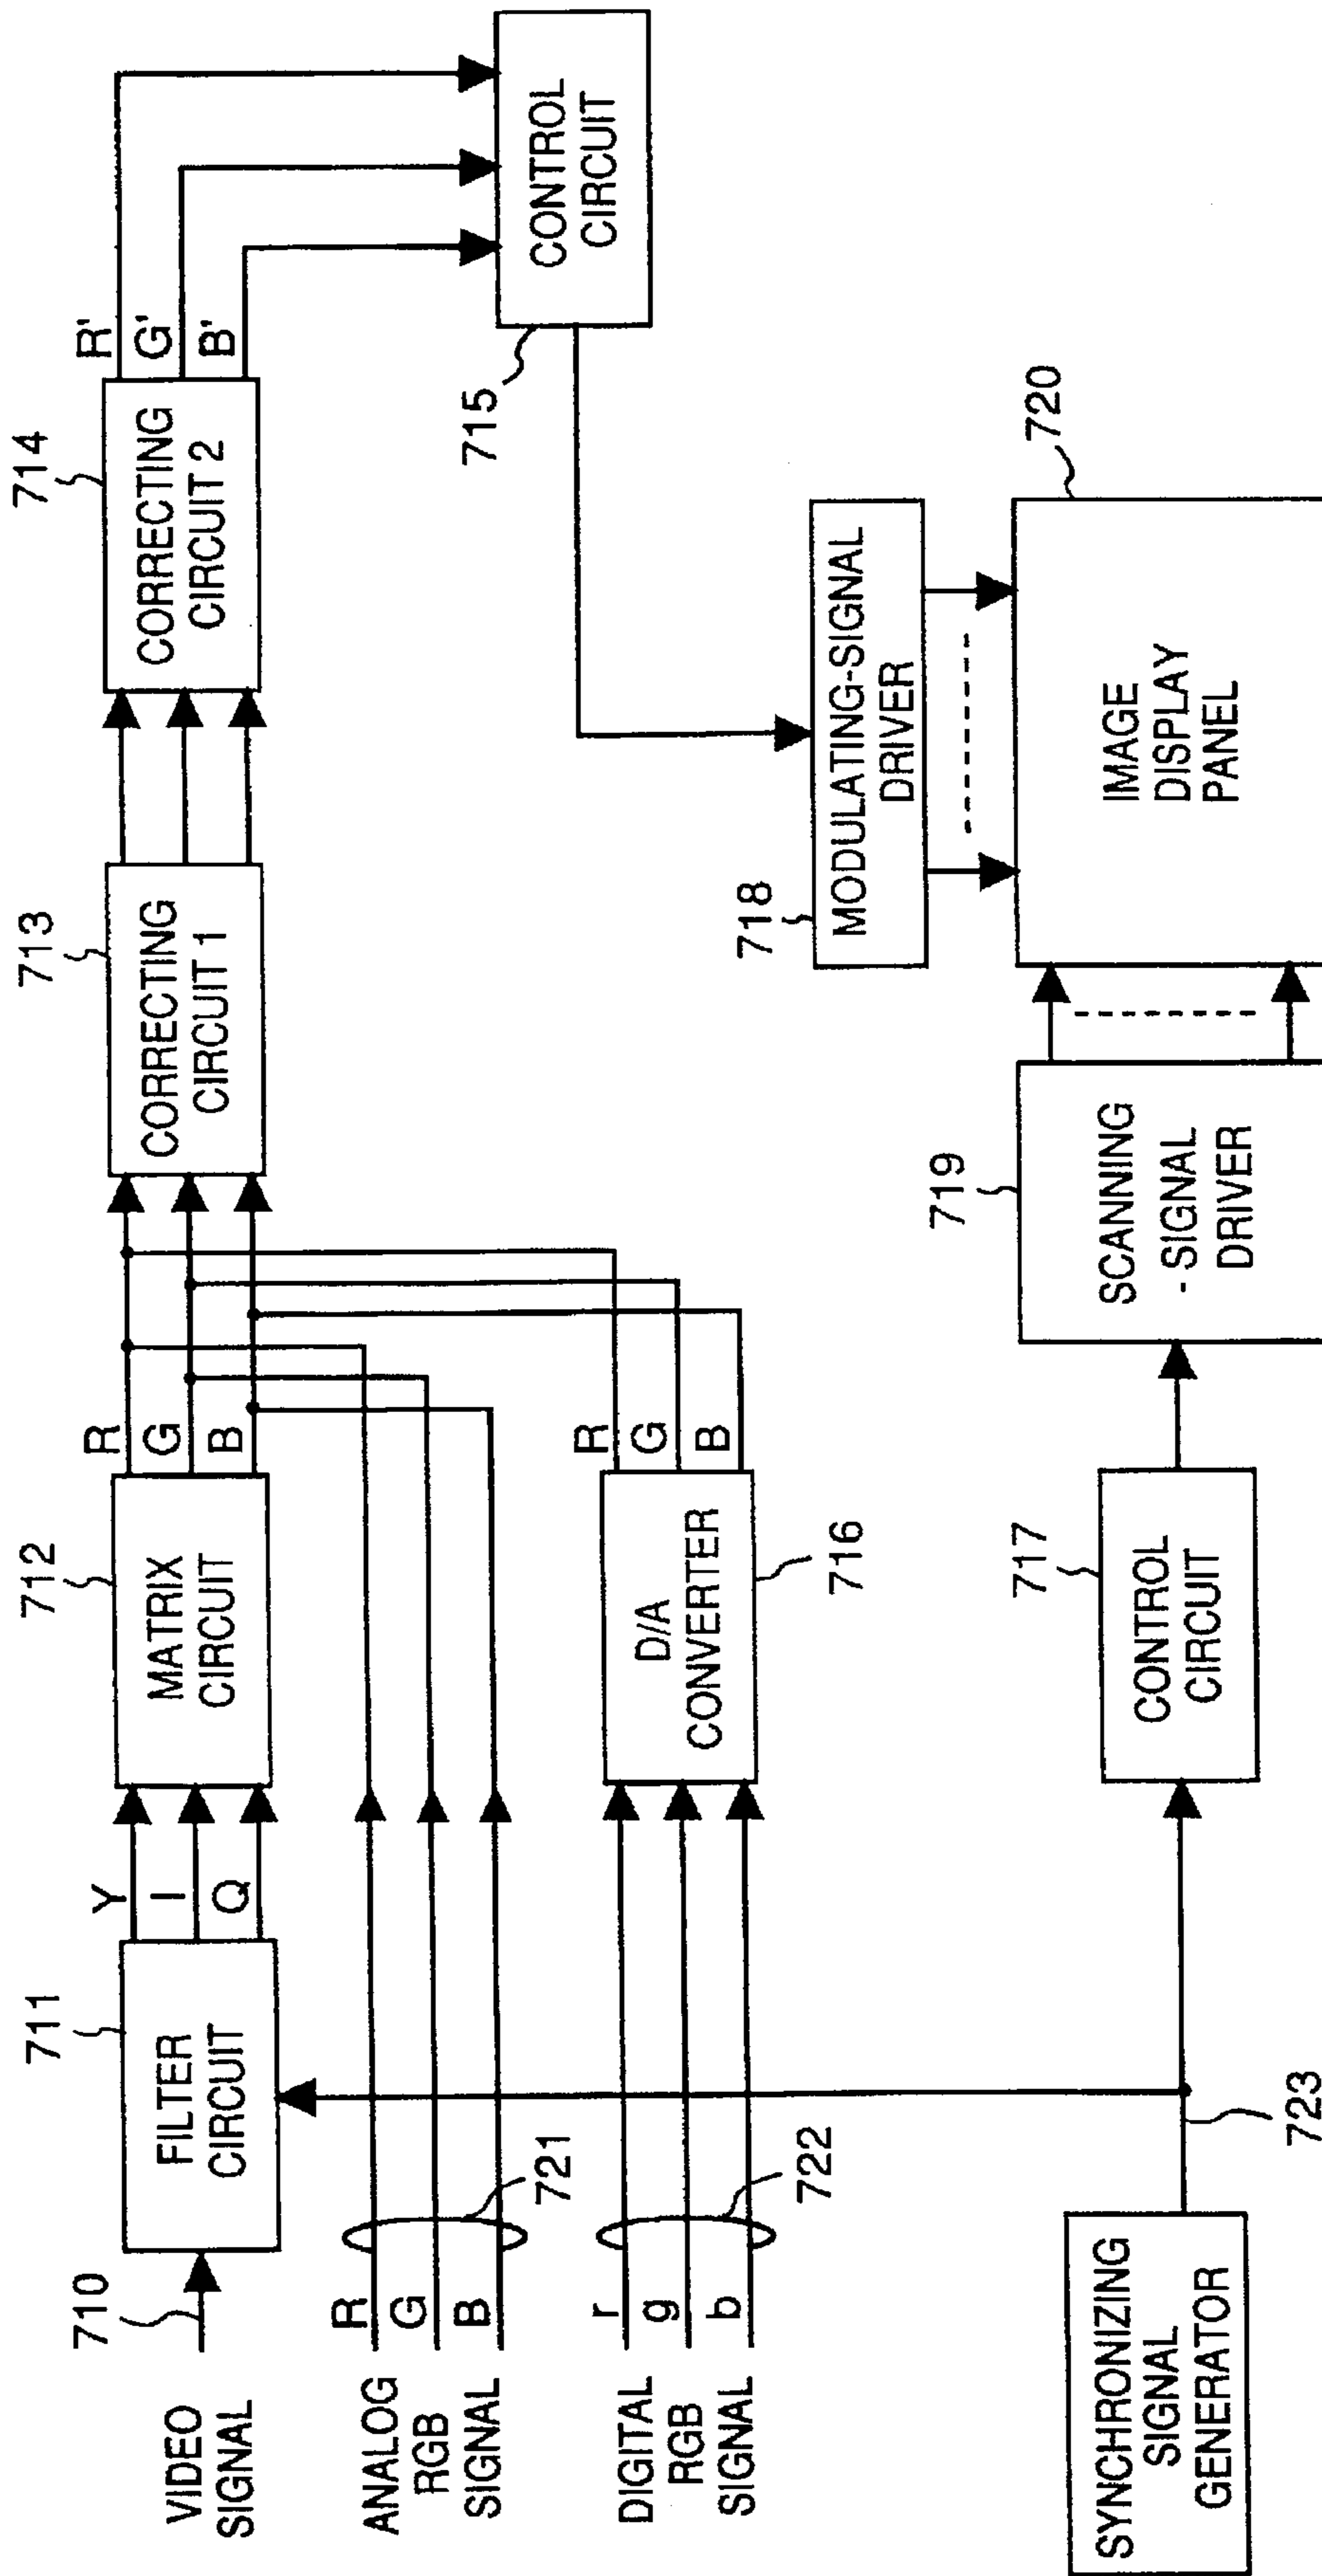 VIDEO
SIGNAL
710
711
FILTER
CIRCUIT
Y
I
Q
712
MATRIX
CIRCUIT
R
G
B
713
CORRECTING
CIRCUIT 1
714
CORRECTING
CIRCUIT 2
R'
G'
B'
CONTROL
CIRCUIT
715
ANALOG
RGB
SIGNAL
R
G
B
721
DIGITAL
RGB
SIGNAL
r
g
b
722
D/A
CONVERTER
716
R
G
B
718
MODULATING-SIGNAL
DRIVER
720
IMAGE
DISPLAY
PANEL
719
SCANNING
-SIGNAL
DRIVER
717
CONTROL
CIRCUIT
SYNCHRONIZING
SIGNAL
GENERATOR
723